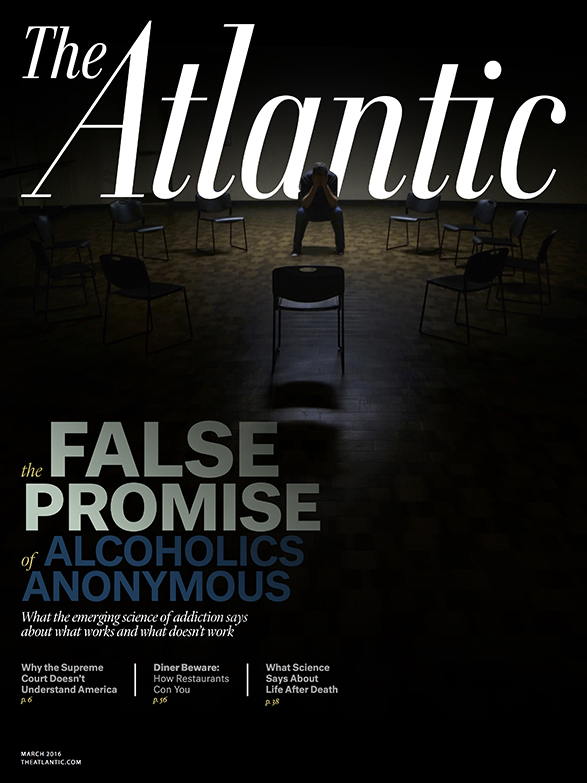 The
Atlantic
the FALSE
PROMISE
of ALCOHOLICS
ANONYMOUS
What the emerging science of addiction says
about what works and what doesn't work
Why the Supreme
Court Doesn't
Understand America
p. 6
Diner Beware:
How Restaurants
Con You
p. 56
What Science
Says About
Life After Death
p. 38
MARCH 2016
THEATLANTIC.COM